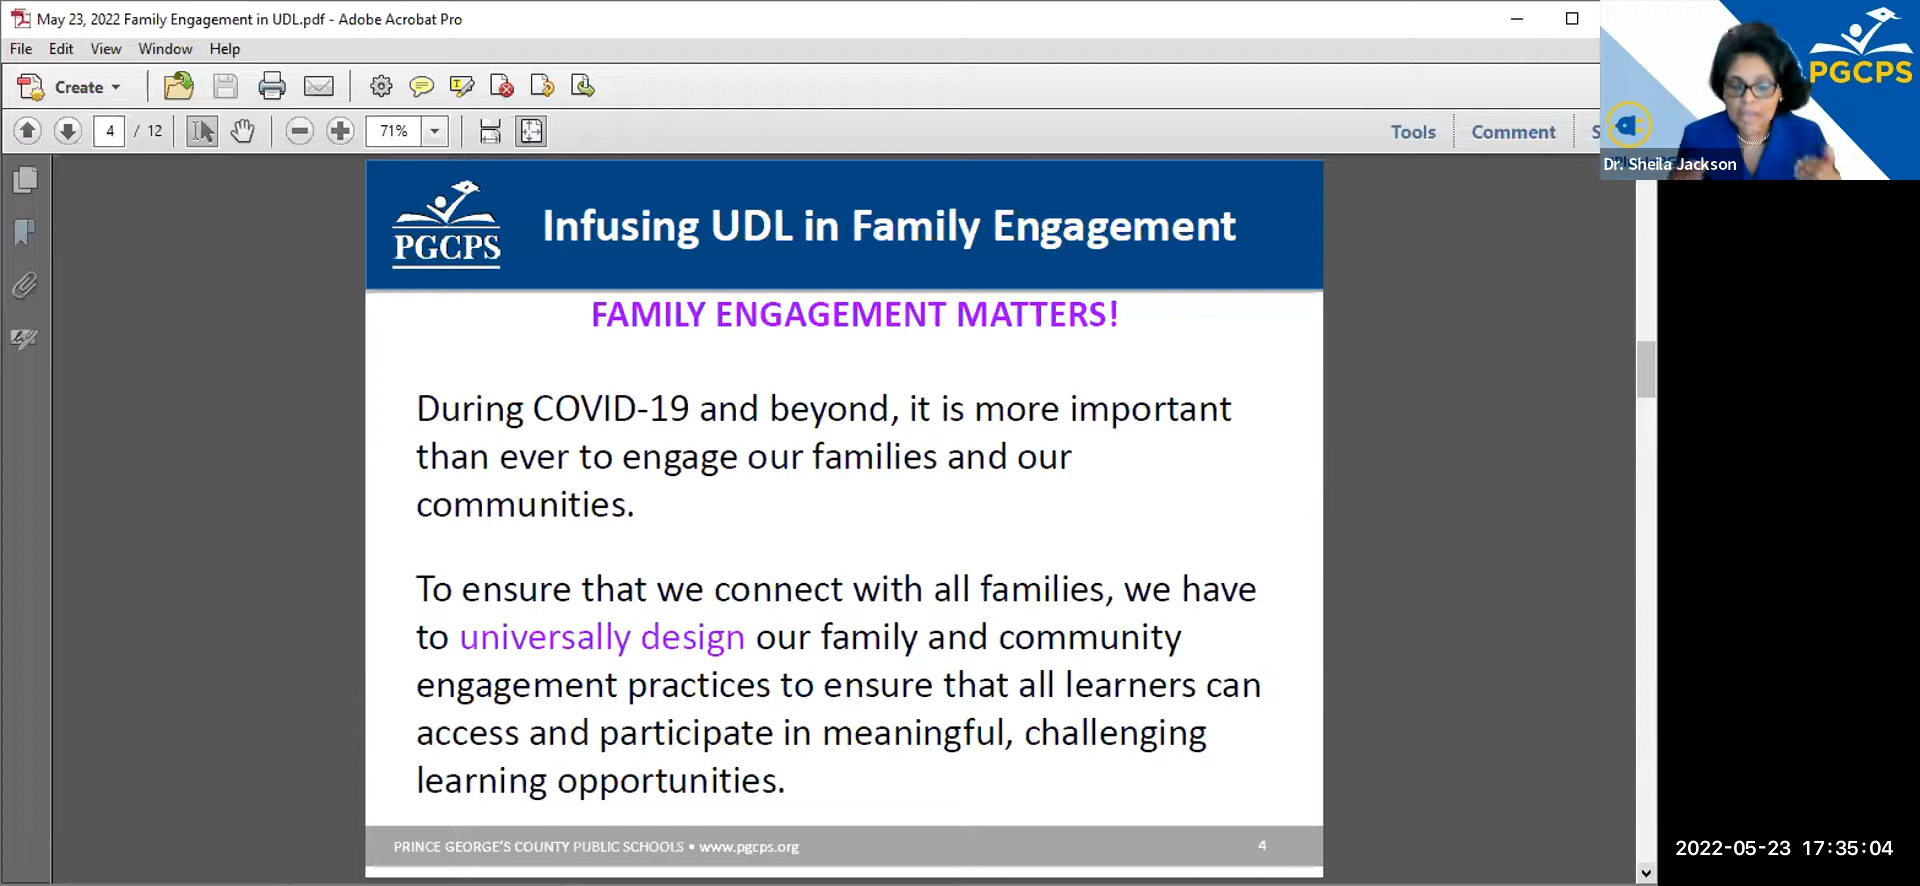 May 23, 2022 Family Engagement in UDL.pdf - Adobe Acrobat Pro
File Edit View Window Help
Create
4 / 12
71%
Tools Comment S
PGCPS
Dr. Sheila Jackson
PGCPS
Infusing UDL in Family Engagement
FAMILY ENGAGEMENT MATTERS!
During COVID-19 and beyond, it is more important
than ever to engage our families and our
communities.
To ensure that we connect with all families, we have
to universally design our family and community
engagement practices to ensure that all learners can
access and participate in meaningful, challenging
learning opportunities.
PRINCE GEORGE'S COUNTY PUBLIC SCHOOLS • www.pgcps.org
4
2022-05-23 17:35:04